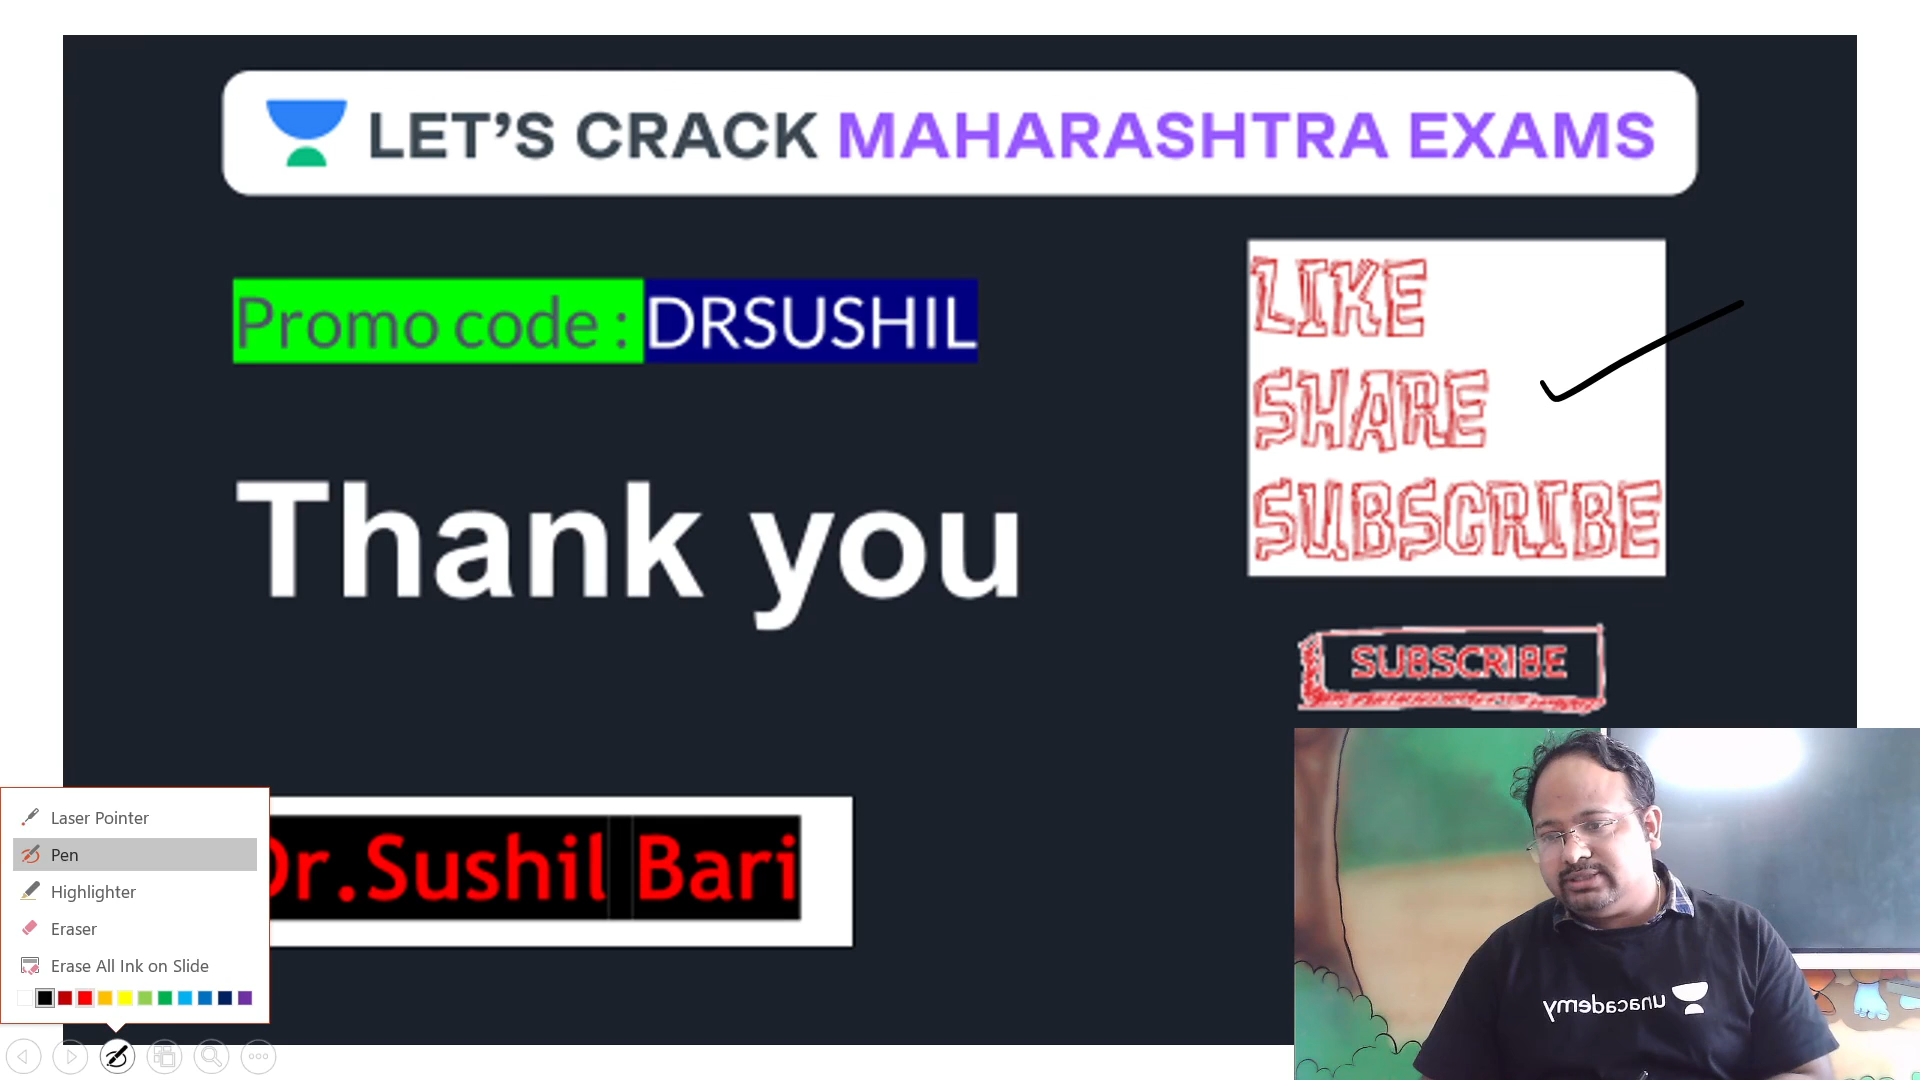 LET'S CRACK MAHARASHTRA EXAMS
Promo code : DRSUSHIL
LIKE
SHARE
SUBSCRIBE
Thank you
SUBSCRIBE
Dr.Sushil Bari
Laser Pointer
Pen
Highlighter
Eraser
Erase All Ink on Slide
unacademy